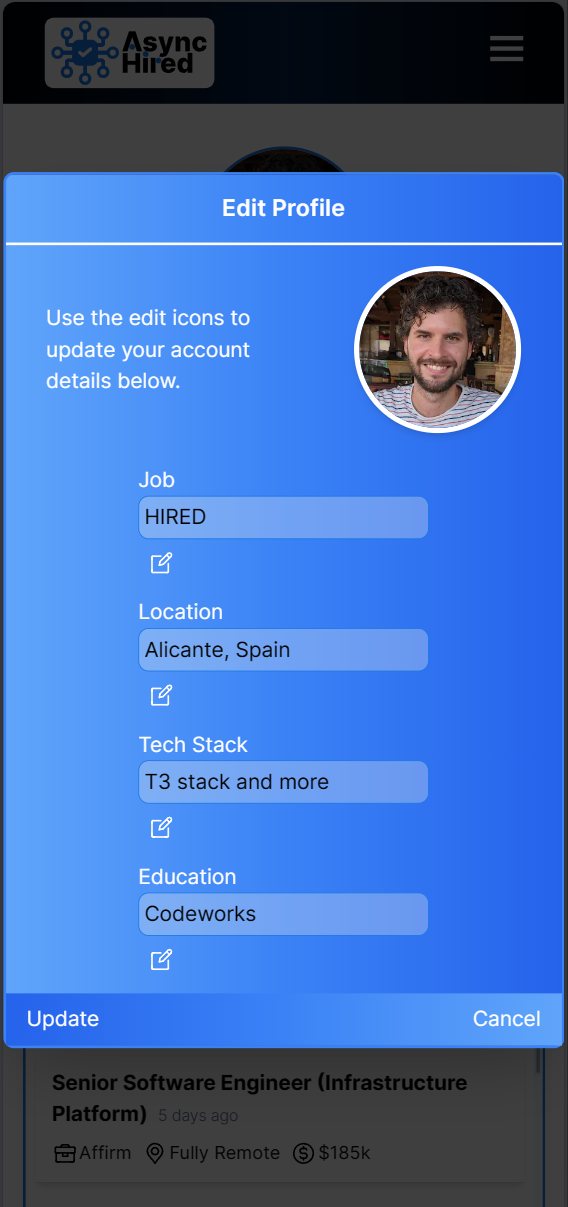 Async
Hired
Edit Profile
Use the edit icons to
update your account
details below.
Job
HIRED
Location
Alicante, Spain
Tech Stack
T3 stack and more
Education
Codeworks
Update
Cancel
Senior Software Engineer (Infrastructure
Platform) 5 days ago
Affirm Fully Remote $185k